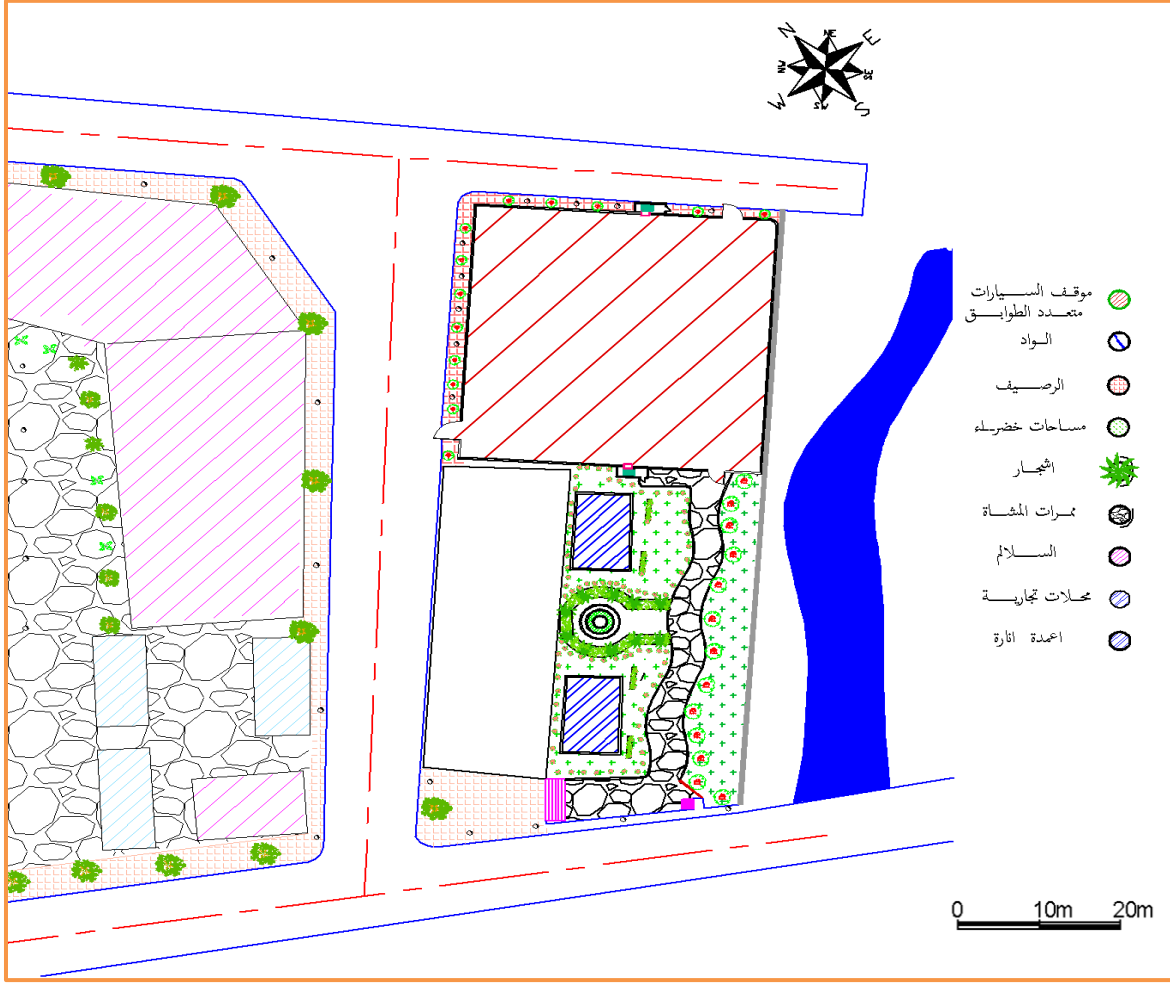 N
NE
E
NW
SE
W
SW
S
موقف السيارات
متعدد الطوابق
الواد
الرصيف
مساحات خضراء
اشجار
ممرات المشاة
السلالم
محلات تجارية
اعمدة انارة
0 10m 20m